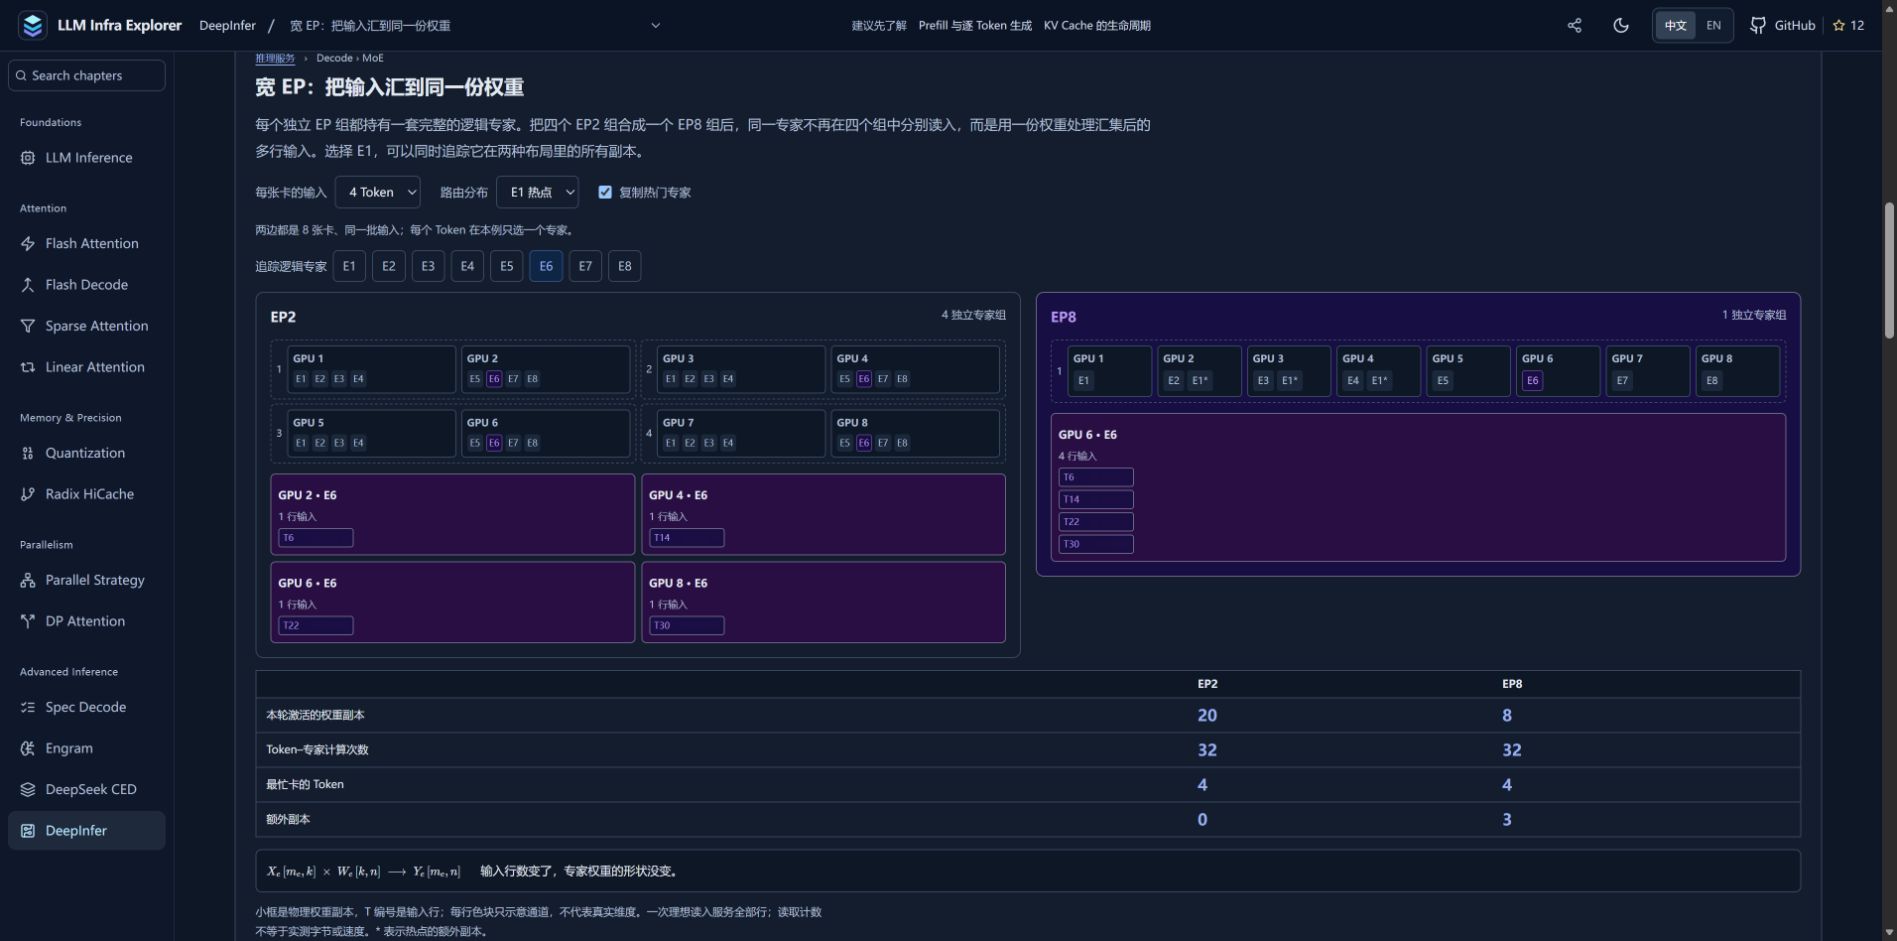 LLM Infra Explorer
DeepInfer / 宽 EP：把输入汇到同一份权重
建议先了解 Prefill 与逐 Token 生成 KV Cache 的生命周期
中文 EN GitHub 12
Search chapters
Foundations
LLM Inference
Attention
Flash Attention
Flash Decode
Sparse Attention
Linear Attention
Memory & Precision
Quantization
Radix HiCache
Parallelism
Parallel Strategy
DP Attention
Advanced Inference
Spec Decode
Engram
DeepSeek CED
DeepInfer
推理服务 › Decode › MoE
宽 EP：把输入汇到同一份权重
每个独立 EP 组都持有一套完整的逻辑专家。把四个 EP2 组合成一个 EP8 组后，同一专家不再在四个组中分别读入，而是用一份权重处理汇集后的
多行输入。选择 E1，可以同时追踪它在两种布局里的所有副本。
每张卡的输入 4 Token 路由分布 E1 热点 复制热门专家
两边都是 8 张卡、同一批输入；每个 Token 在本例只选一个专家。
追踪逻辑专家 E1 E2 E3 E4 E5 E6 E7 E8
EP2 4 独立专家组
1 GPU 1 E1 E2 E3 E4 GPU 2 E5 E6 E7 E8
2 GPU 3 E1 E2 E3 E4 GPU 4 E5 E6 E7 E8
3 GPU 5 E1 E2 E3 E4 GPU 6 E5 E6 E7 E8
4 GPU 7 E1 E2 E3 E4 GPU 8 E5 E6 E7 E8
GPU 2 • E6
1 行输入
T6
GPU 4 • E6
1 行输入
T14
GPU 6 • E6
1 行输入
T22
GPU 8 • E6
1 行输入
T30
EP8 1 独立专家组
1 GPU 1 E1 GPU 2 E2 E1* GPU 3 E3 E1* GPU 4 E4 E1* GPU 5 E5 GPU 6 E6 GPU 7 E7 GPU 8 E8
GPU 6 • E6
4 行输入
T6
T14
T22
T30
EP2 EP8
本轮激活的权重副本 20 8
Token–专家计算次数 32 32
最忙卡的 Token 4 4
额外副本 0 3
Xₑ[mₑ, k] × Wₑ[k, n] ⟶ Yₑ[mₑ, n] 输入行数变了，专家权重的形状没变。
小框是物理权重副本，T 编号是输入行；每行色块只示意通道，不代表真实维度。一次理想读入服务全部行；读取计数
不等于实测字节或速度。* 表示热点的额外副本。